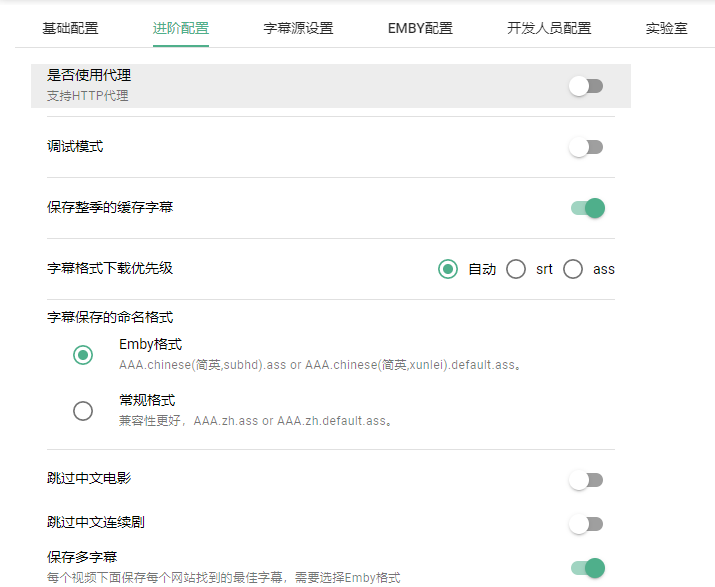 基础配置 进阶配置 字幕源设置 EMBY配置 开发人员配置 实验室
是否使用代理
支持HTTP代理
调试模式
保存整季的缓存字幕
字幕格式下载优先级 自动 srt ass
字幕保存的命名格式
Emby格式
AAA.chinese(简英,subhd).ass or AAA.chinese(简英,xunlei).default.ass。
常规格式
兼容性更好，AAA.zh.ass or AAA.zh.default.ass。
跳过中文电影
跳过中文连续剧
保存多字幕
每个视频下面保存每个网站找到的最佳字幕，需要选择Emby格式